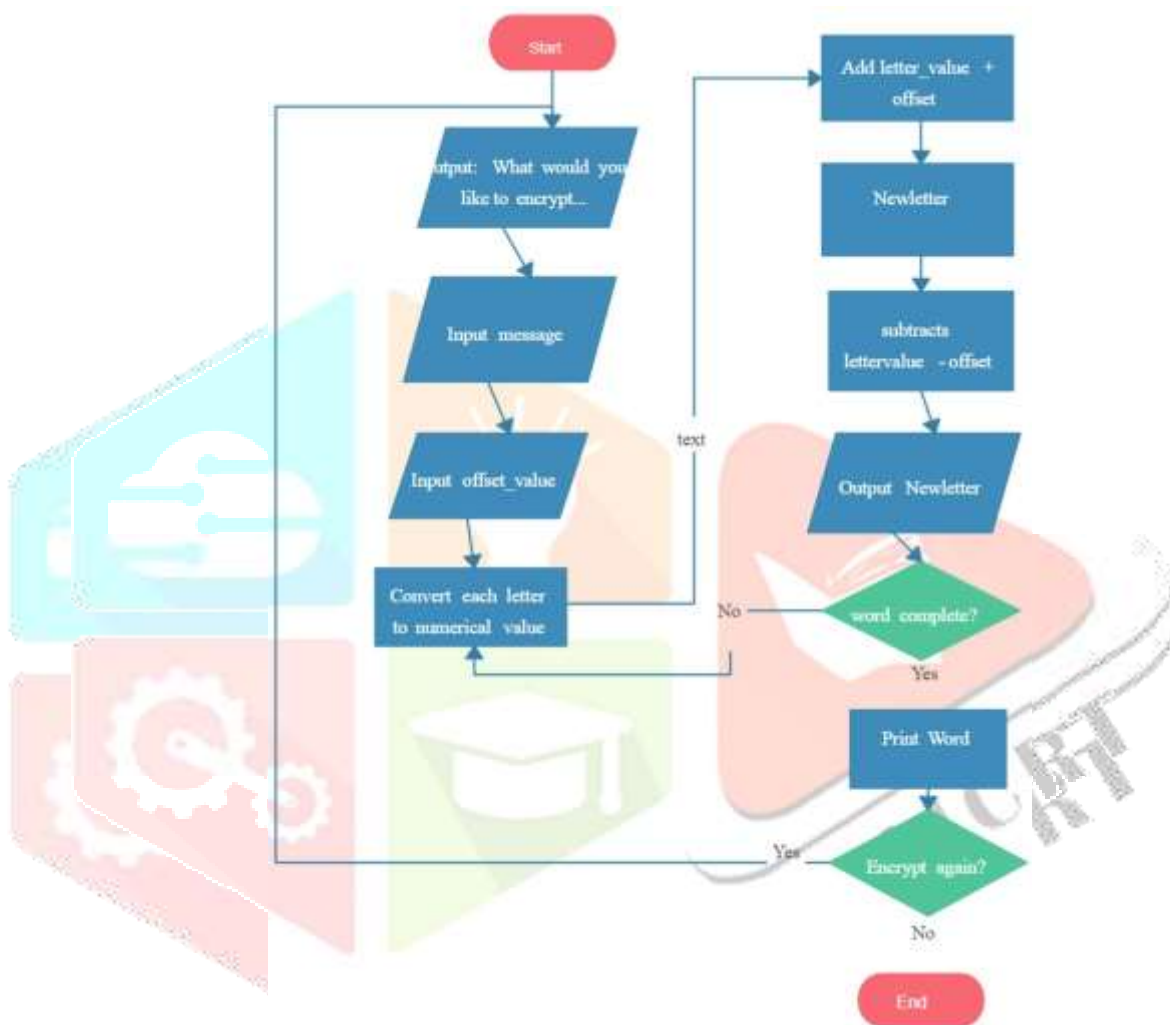 Start
utput: What would you
like to encrypt...
Input message
Input offset_value
Convert each letter
to numerical value
text
Add letter_value +
offset
Newletter
subtracts
lettervalue - offset
Output Newletter
word complete?
No
Yes
Print Word
Encrypt again?
Yes
No
End